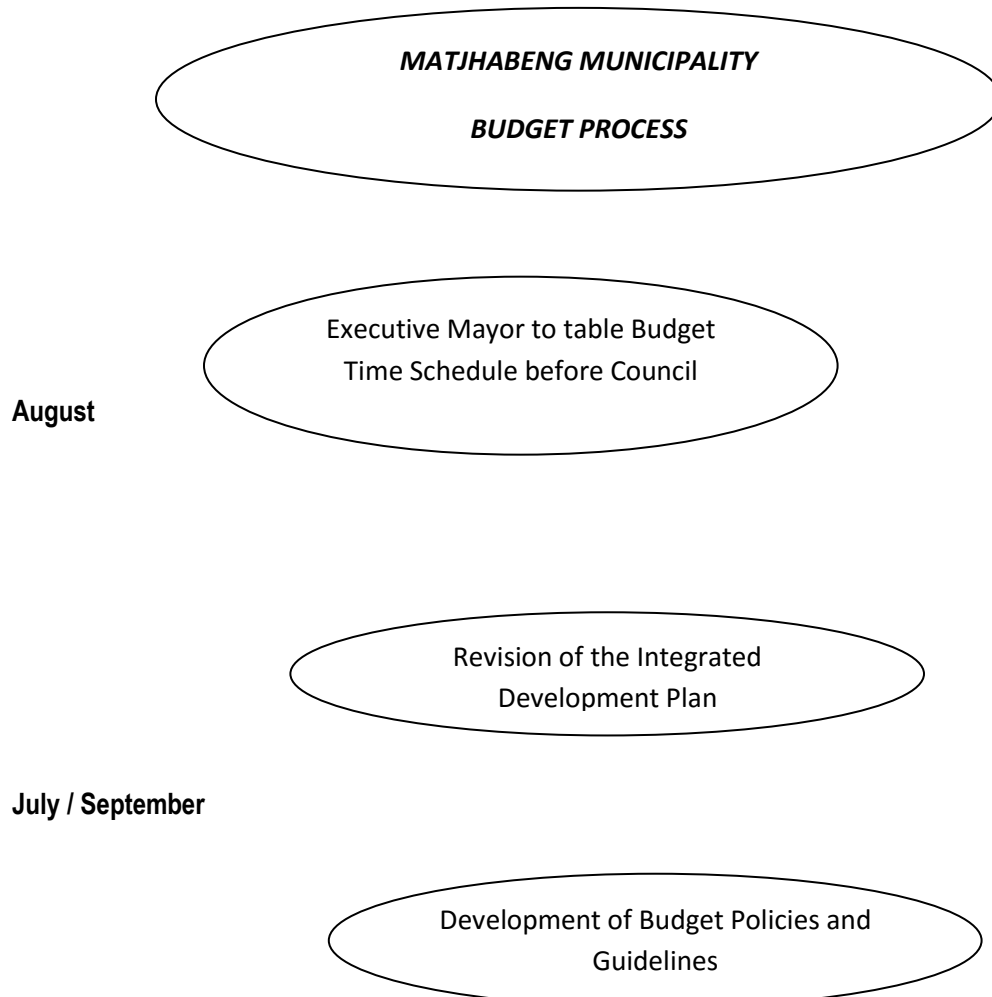 MATJHABENG MUNICIPALITY
BUDGET PROCESS
Executive Mayor to table Budget
Time Schedule before Council
August
Revision of the Integrated
Development Plan
July / September
Development of Budget Policies and
Guidelines